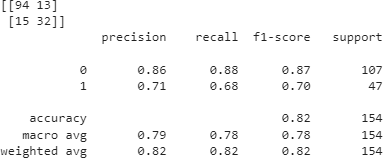 [[94 13]
[15 32]]
precision recall f1-score support
0 0.86 0.88 0.87 107
1 0.71 0.68 0.70 47
accuracy 0.82 154
macro avg 0.79 0.78 0.78 154
weighted avg 0.82 0.82 0.82 154